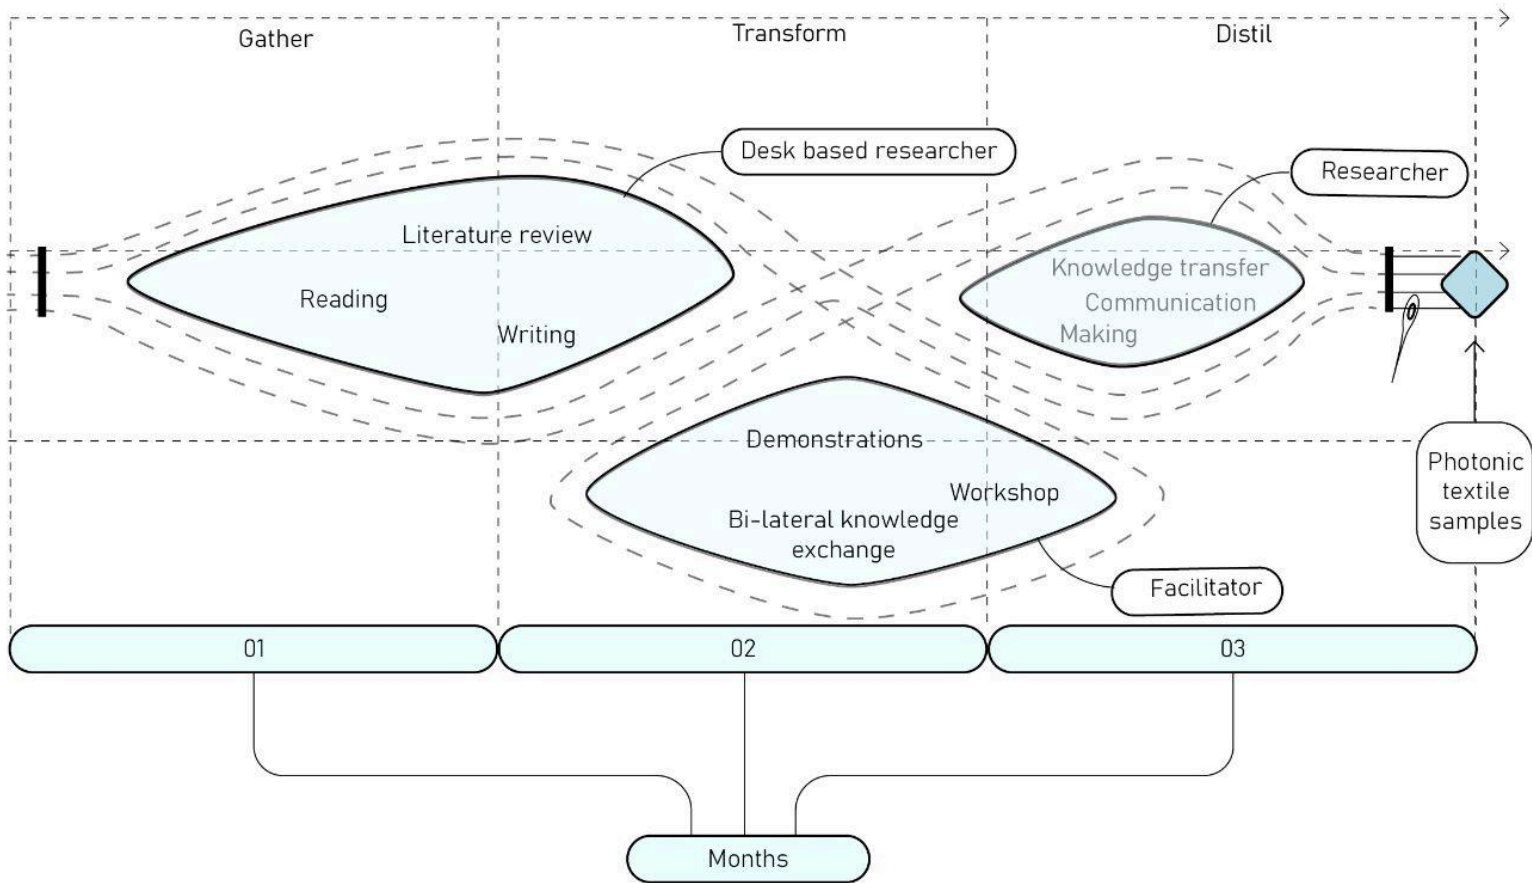 Gather
Transform
Distil
Desk based researcher
Researcher
Literature review
Reading
Writing
Knowledge transfer
Communication
Making
Demonstrations
Workshop
Bi-lateral knowledge
exchange
Facilitator
Photonic
textile
samples
01
02
03
Months